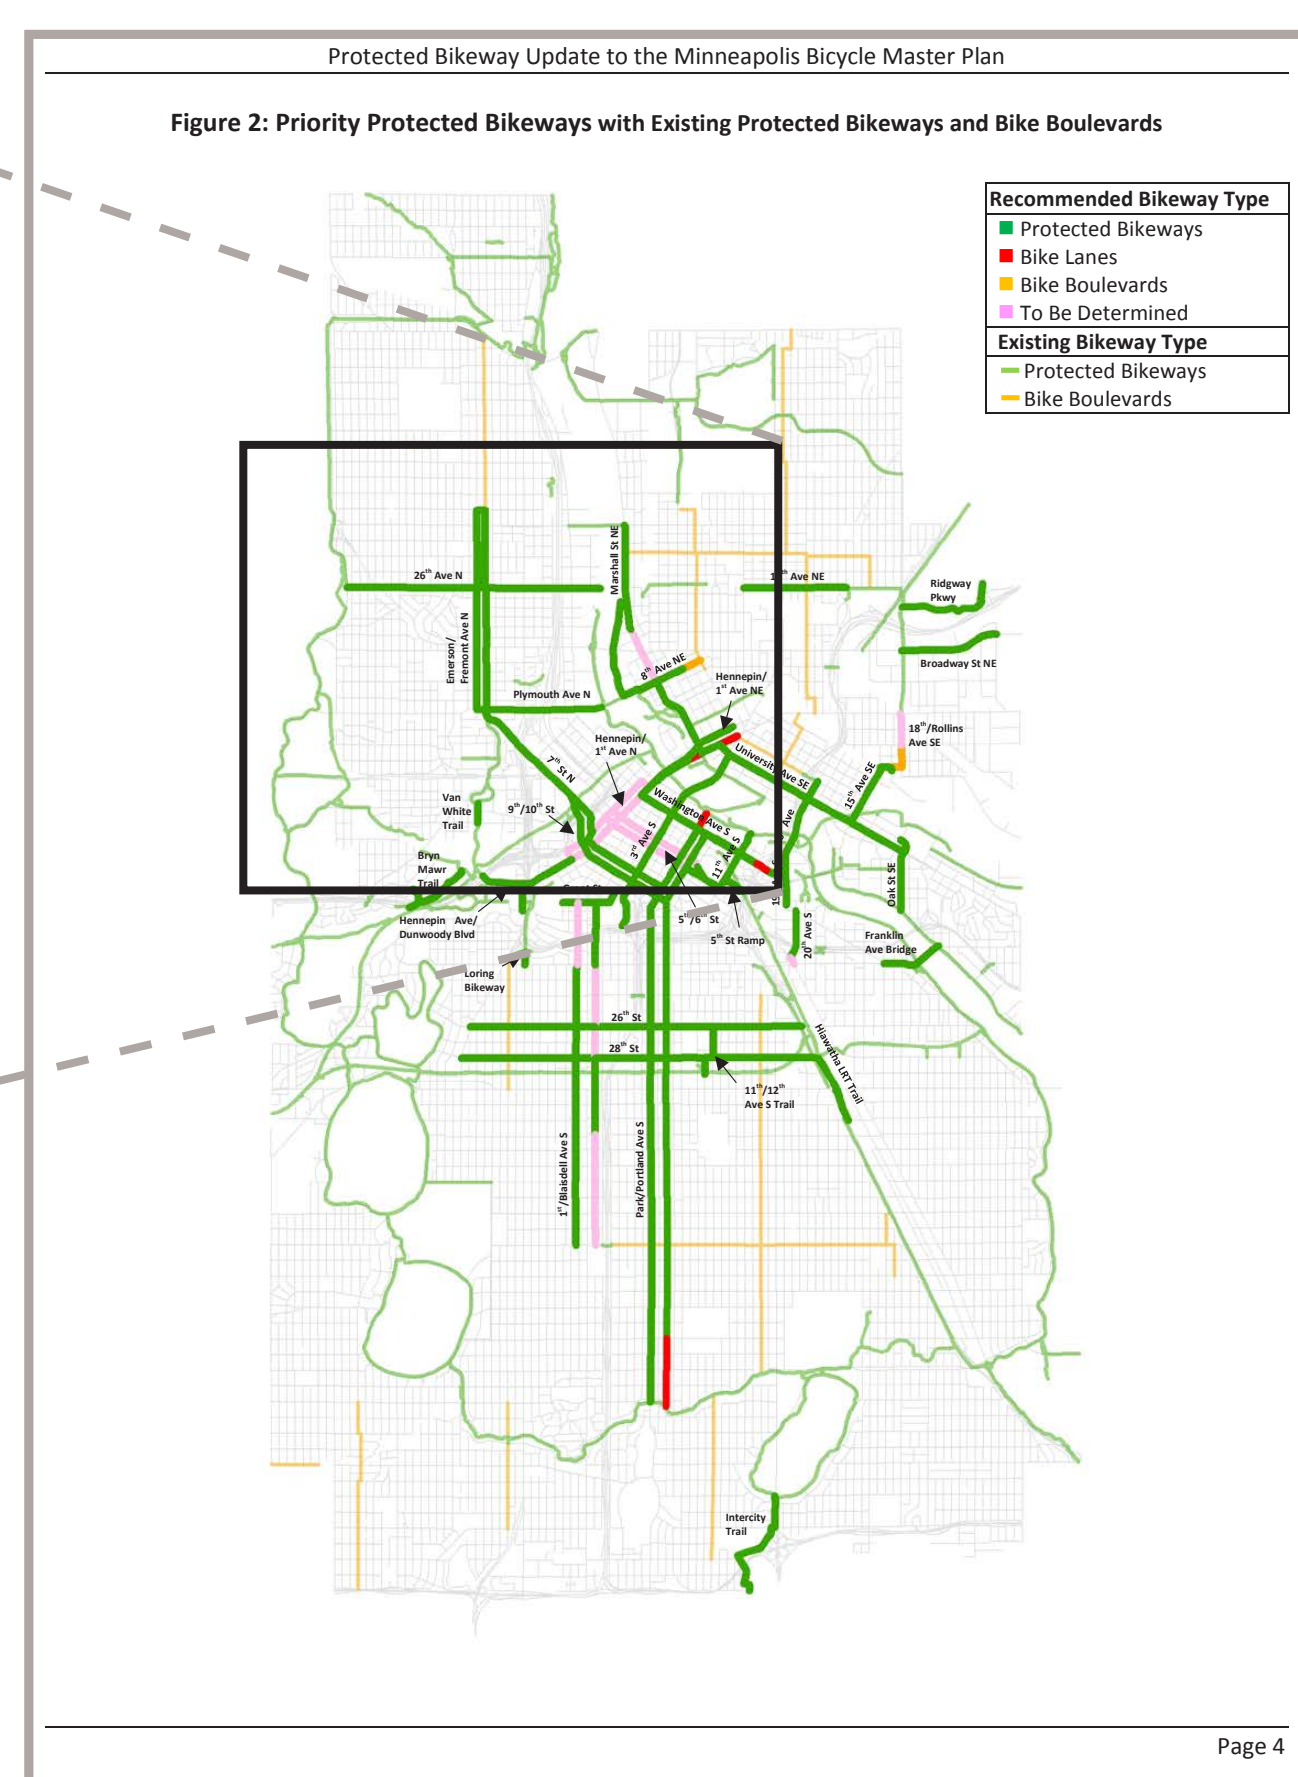 Protected Bikeway Update to the Minneapolis Bicycle Master Plan
Figure 2: Priority Protected Bikeways with Existing Protected Bikeways and Bike Boulevards
Recommended Bikeway Type
Protected Bikeways
Bike Lanes
Bike Boulevards
To Be Determined
Existing Bikeway Type
Protected Bikeways
Bike Boulevards
26th Ave N
Marshall St NE
Ave NE
Ridgway
Pkwy
Emerson/
Fremont Ave N
Broadway St NE
8th Ave NE
Hennepin/
1st Ave NE
Plymouth Ave N
18th/Rollins
Ave SE
Hennepin/
1st Ave N
University Ave SE
7th St N
15th Ave SE
Van
White
Trail
9th/10th St
Washington Ave S
Ave
3rd Ave S
11th Ave S
Bryn
Mawr
Trail
Oak St SE
Hennepin Ave/
Dunwoody Blvd
5th/6th St
5th St Ramp
20th Ave S
Franklin
Ave Bridge
Loring
Bikeway
26th St
28th St
Hiawatha LRT Trail
11th/12th
Ave S Trail
1st/Blaisdell Ave S
Park/Portland Ave S
Intercity
Trail
Page 4